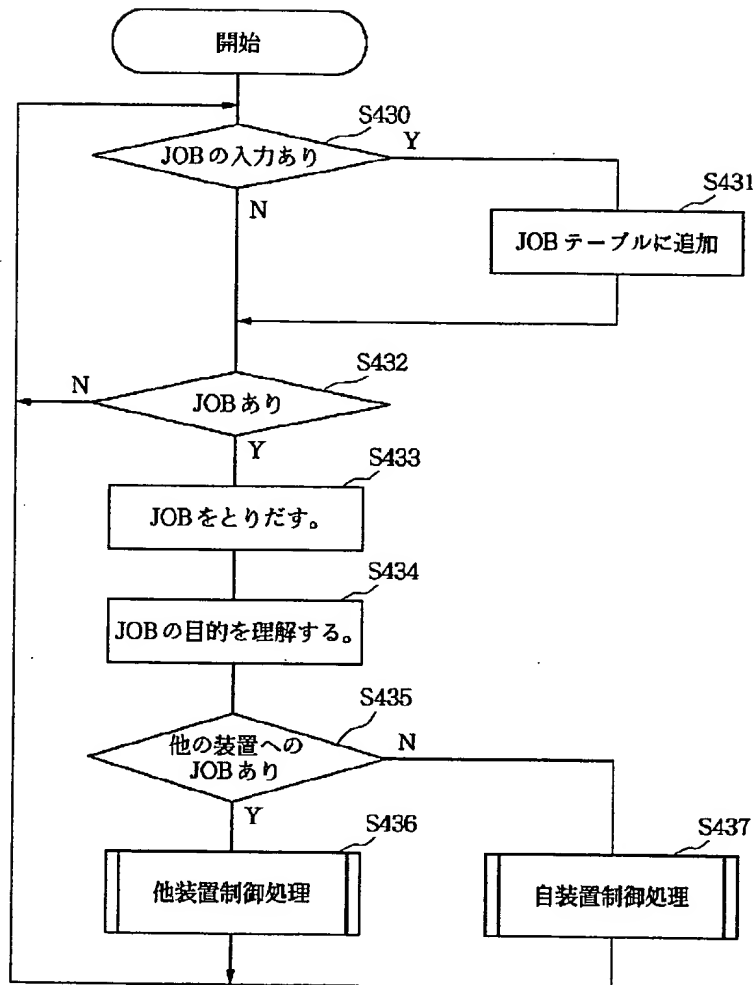 開始
S430
JOBの入力あり
Y
N
S431
JOBテーブルに追加
S432
N
JOBあり
Y
S433
JOBをとりだす。
S434
JOBの目的を理解する。
S435
他の装置への
JOBあり
N
Y
S436
他装置制御処理
S437
自装置制御処理